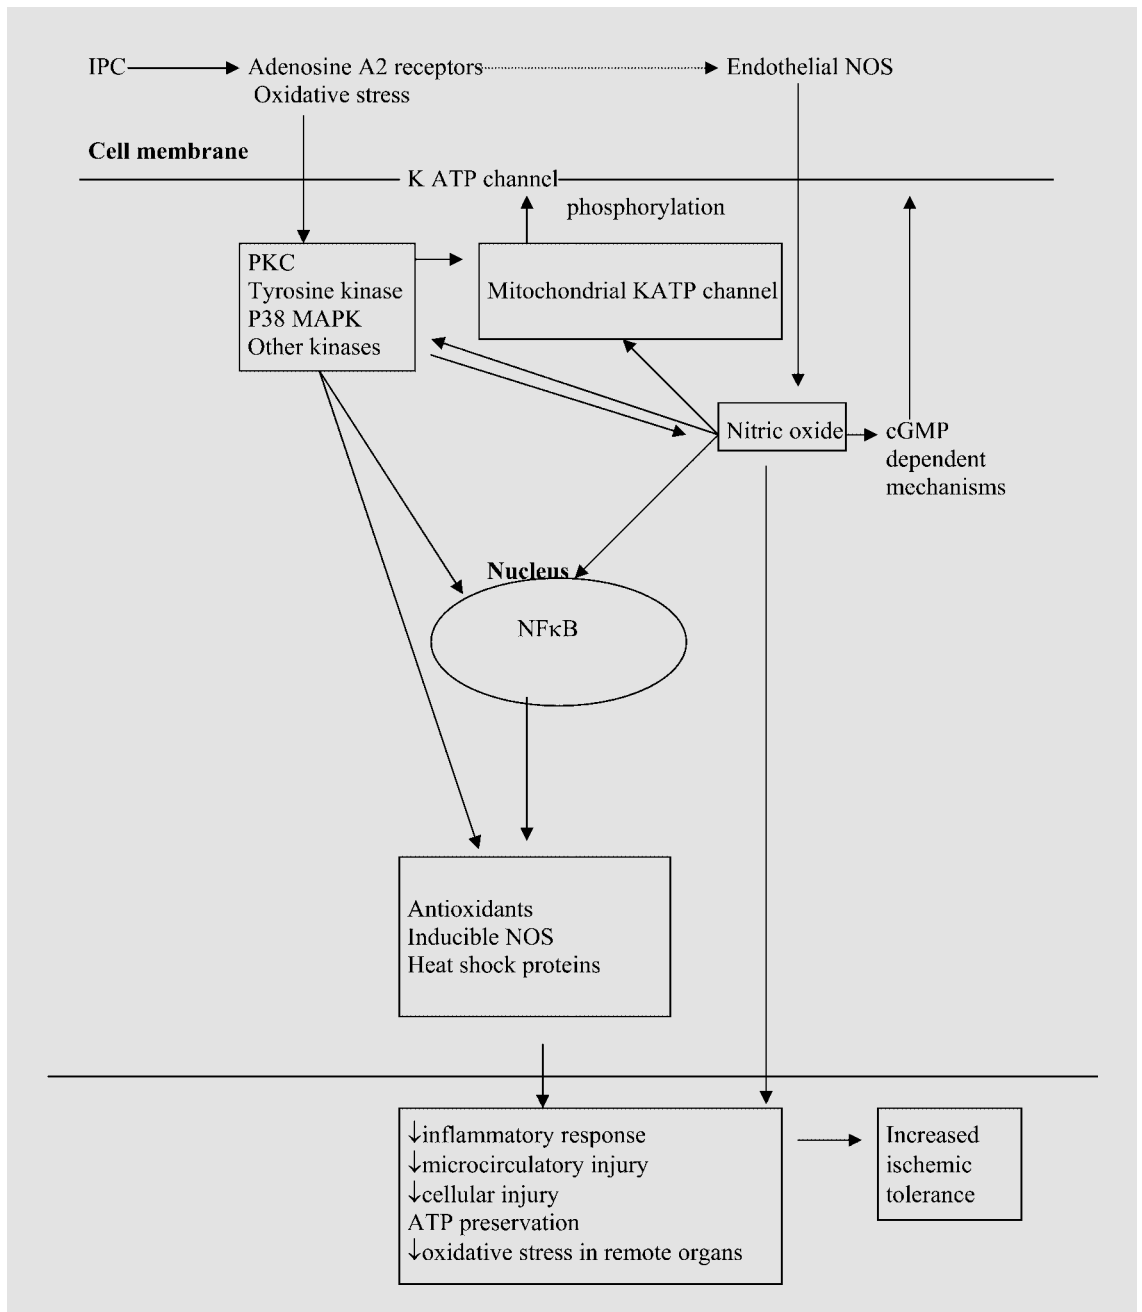 IPC
Adenosine A2 receptors
Oxidative stress
Endothelial NOS
Cell membrane
K ATP channel
phosphorylation
PKC
Tyrosine kinase
P38 MAPK
Other kinases
Mitochondrial KATP channel
Nitric oxide
cGMP
dependent
mechanisms
Nucleus
NFκB
Antioxidants
Inducible NOS
Heat shock proteins
↓inflammatory response
↓microcirculatory injury
↓cellular injury
ATP preservation
↓oxidative stress in remote organs
Increased
ischemic
tolerance